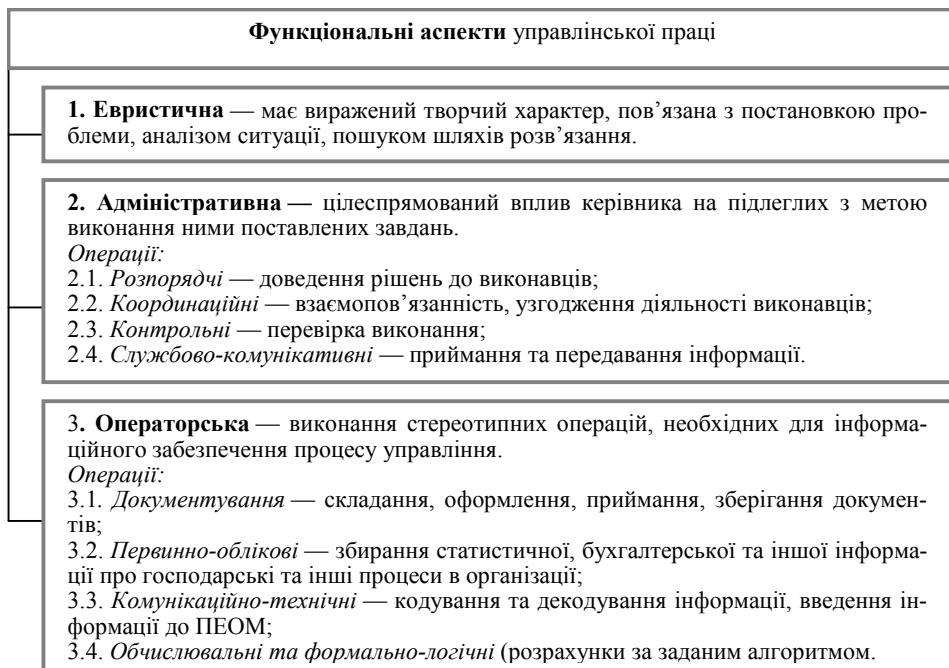 Функціональні аспекти управлінської праці
1. Евристична — має виражений творчий характер, пов’язана з постановкою про-
блеми, аналізом ситуації, пошуком шляхів розв’язання.
2. Адміністративна — цілеспрямований вплив керівника на підлеглих з метою
виконання ними поставлених завдань.
Операції:
2.1. Розпорядчі — доведення рішень до виконавців;
2.2. Координаційні — взаємопов’язанність, узгодження діяльності виконавців;
2.3. Контрольні — перевірка виконання;
2.4. Службово-комунікативні — приймання та передавання інформації.
3. Операторська — виконання стереотипних операцій, необхідних для інформа-
ційного забезпечення процесу управління.
Операції:
3.1. Документування — складання, оформлення, приймання, зберігання докумен-
тів;
3.2. Первинно-облікові — збирання статистичної, бухгалтерської та іншої інформа-
ції про господарські та інші процеси в організації;
3.3. Комунікаційно-технічні — кодування та декодування інформації, введення ін-
формації до ПЕОМ;
3.4. Обчислювальні та формально-логічні (розрахунки за заданим алгоритмом.